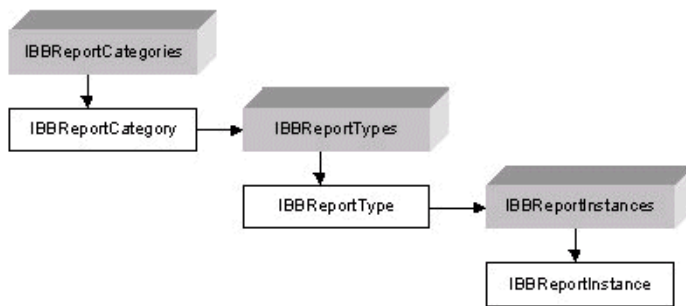 IBBReportCategories
IBBReportCategory
IBBReportTypes
IBBReportType
IBBReportInstances
IBBReportInstance